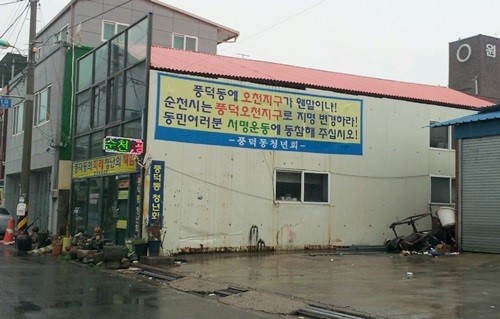 풍덕동에 오천지구가 웬말이냐!
순천시는 풍덕오천지구로 지명 변경하라!
동민여러분 서명운동에 동참해 주십시오!
- 풍덕동청년회 -
순천
풍덕동 청년회
원